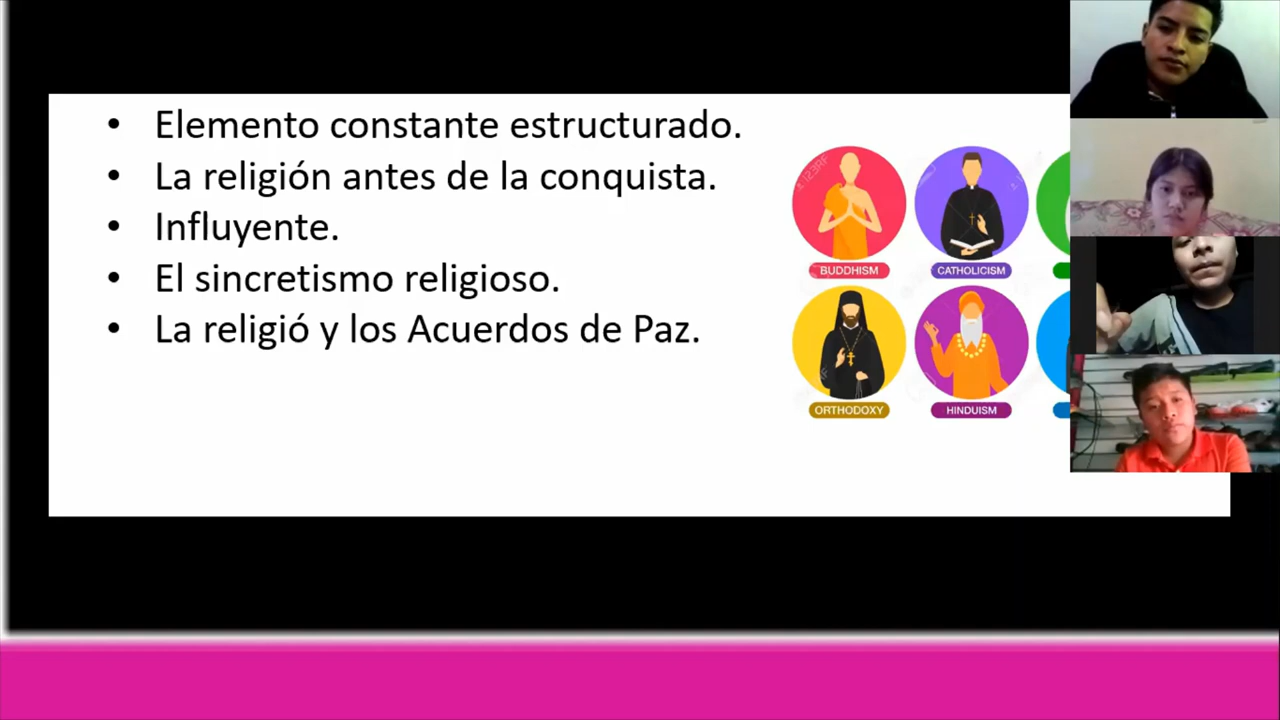 Elemento constante estructurado.
La religión antes de la conquista.
Influyente.
El sincretismo religioso.
La religió y los Acuerdos de Paz.
123RF
BUDDHISM
CATHOLICISM
ORTHODOXY
HINDUISM